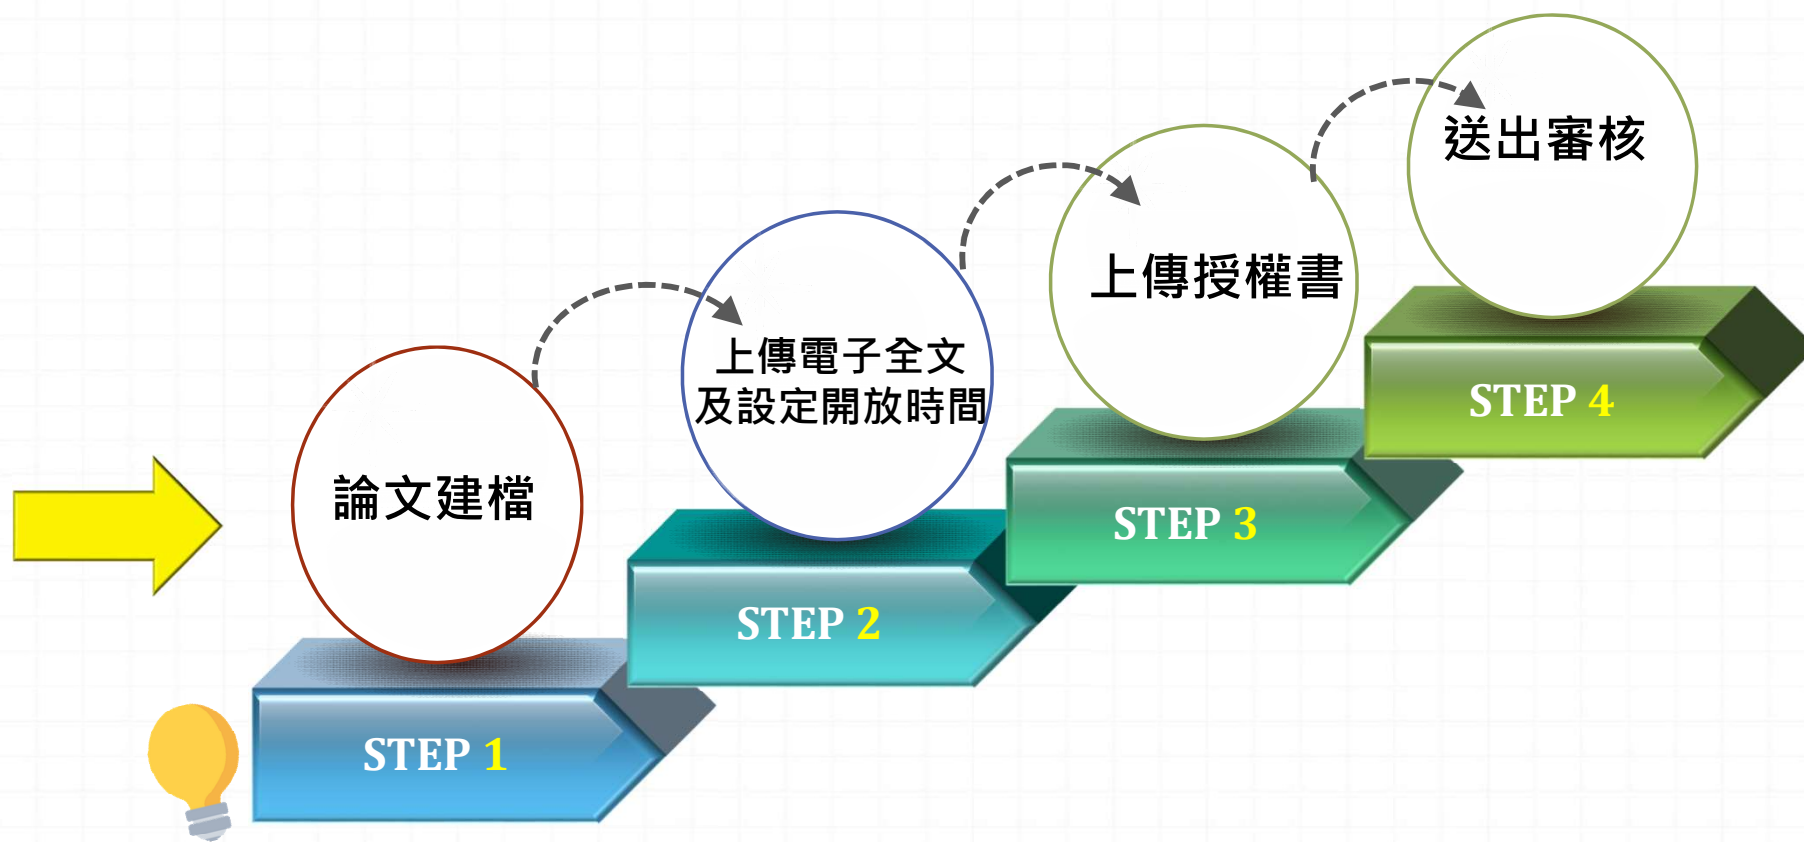 論文建檔
STEP 1
上傳電子全文
及設定開放時間
STEP 2
上傳授權書
STEP 3
送出審核
STEP 4